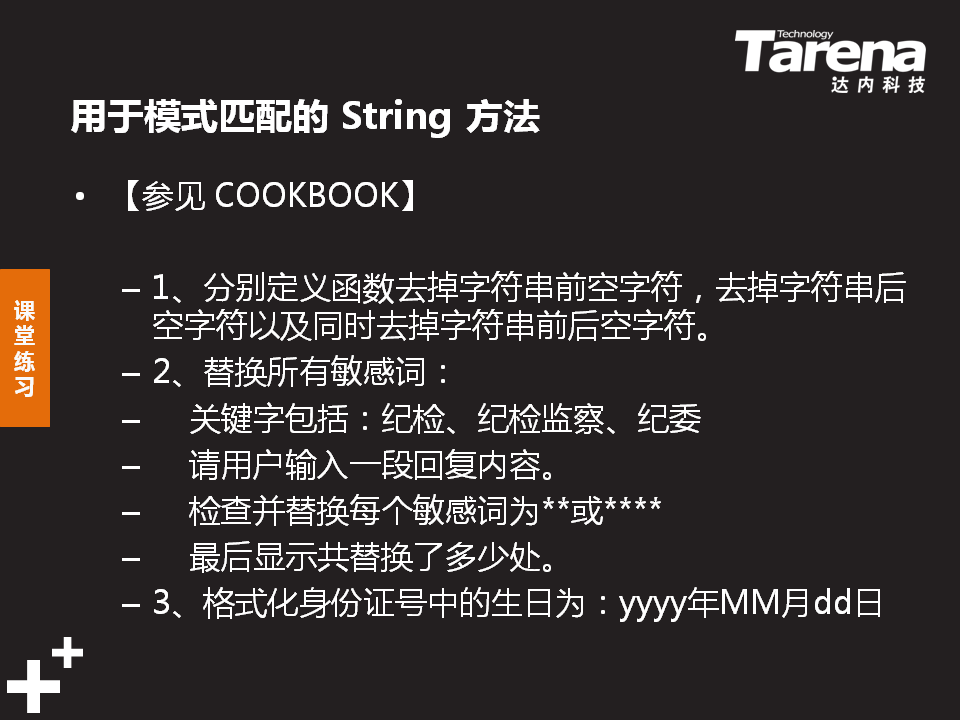 Technology
Tarena
达内科技
用于模式匹配的 String 方法
• 【参见 COOKBOOK】
– 1、分别定义函数去掉字符串前空字符，去掉字符串后
空字符以及同时去掉字符串前后空字符。
– 2、替换所有敏感词：
– 关键字包括：纪检、纪检监察、纪委
– 请用户输入一段回复内容。
– 检查并替换每个敏感词为**或****
– 最后显示共替换了多少处。
– 3、格式化身份证号中的生日为：yyyy年MM月dd日
课
堂
练
习